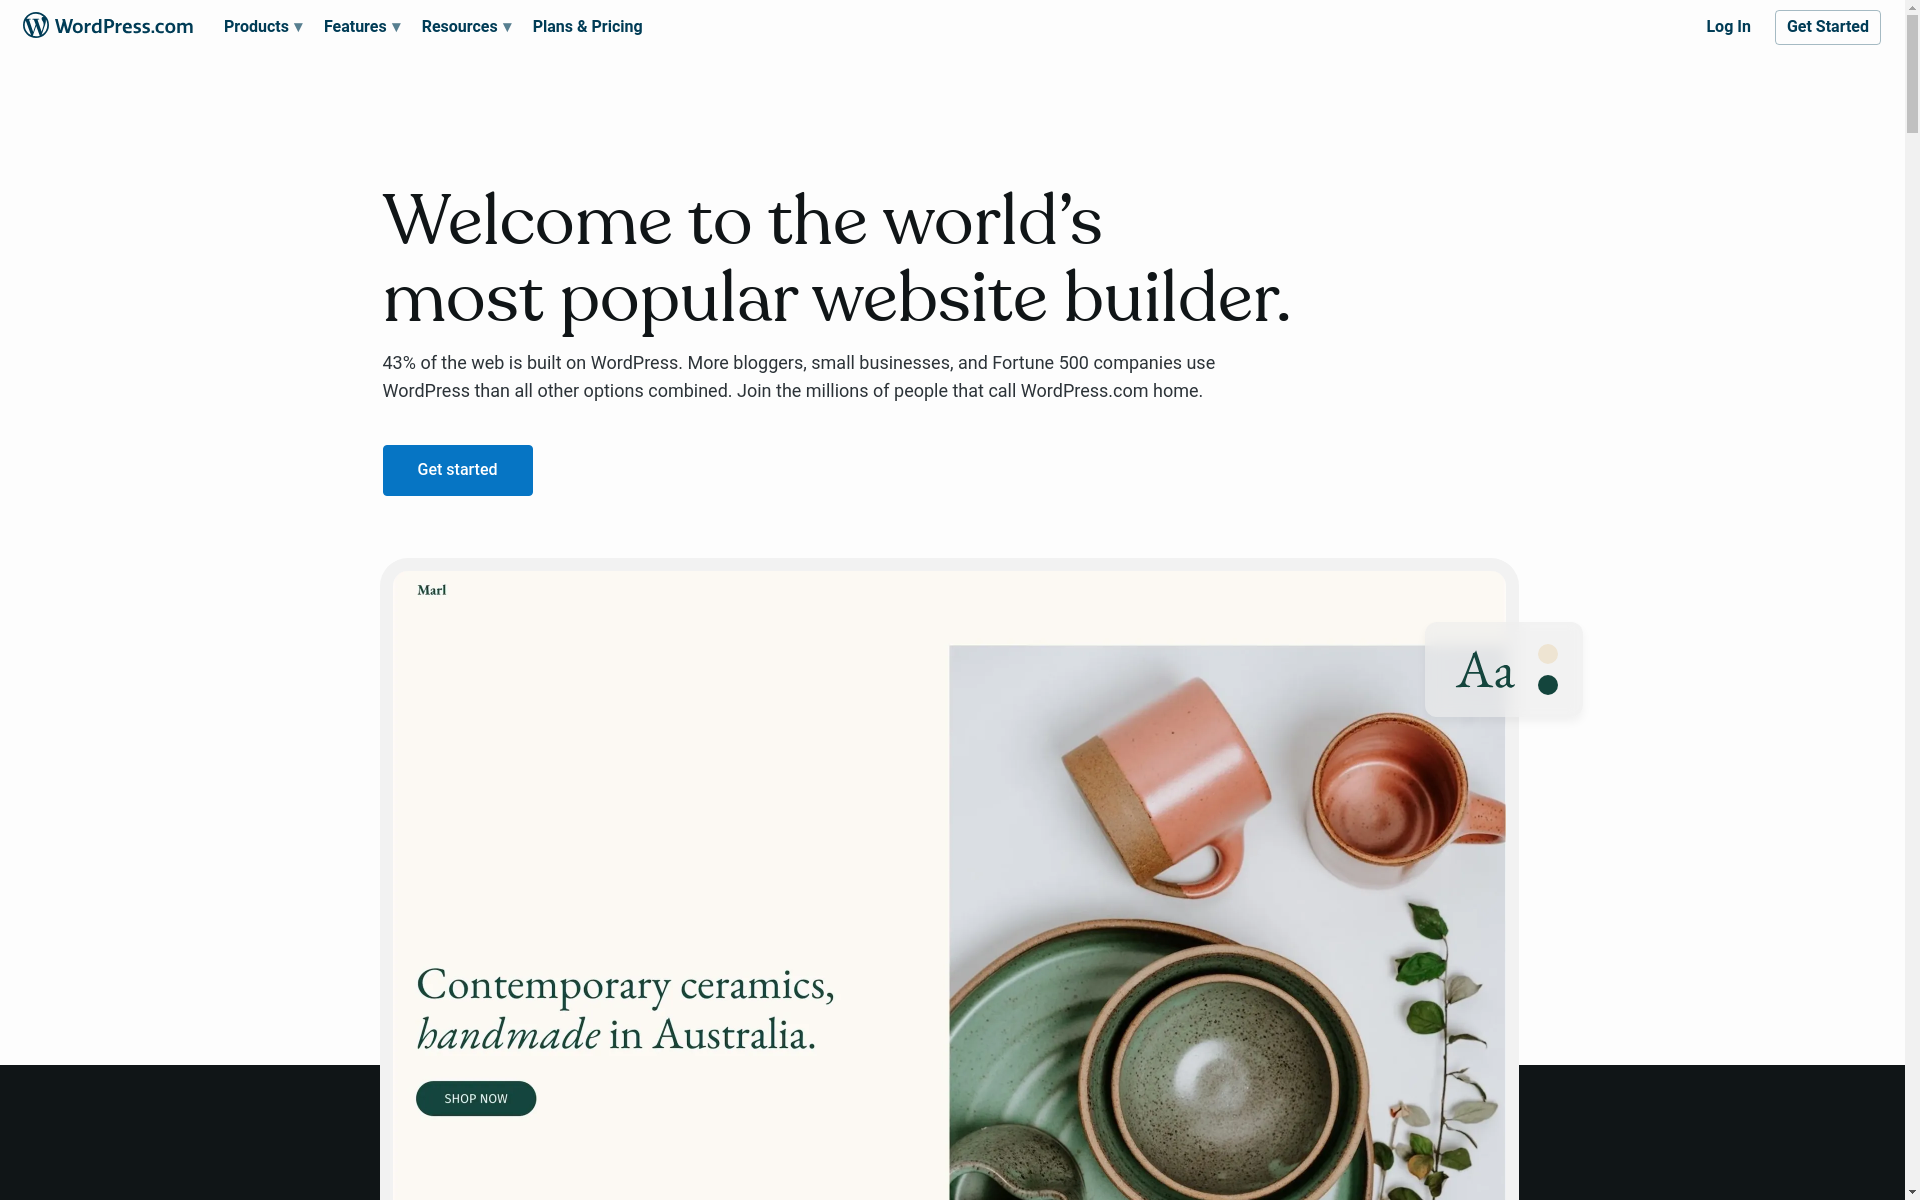 WordPress.com
Products ▾
Features ▾
Resources ▾
Plans & Pricing
Log In
Get Started
Welcome to the world’s
most popular website builder.
43% of the web is built on WordPress. More bloggers, small businesses, and Fortune 500 companies use
WordPress than all other options combined. Join the millions of people that call WordPress.com home.
Get started
Marl
Aa
Contemporary ceramics,
handmade in Australia.
SHOP NOW